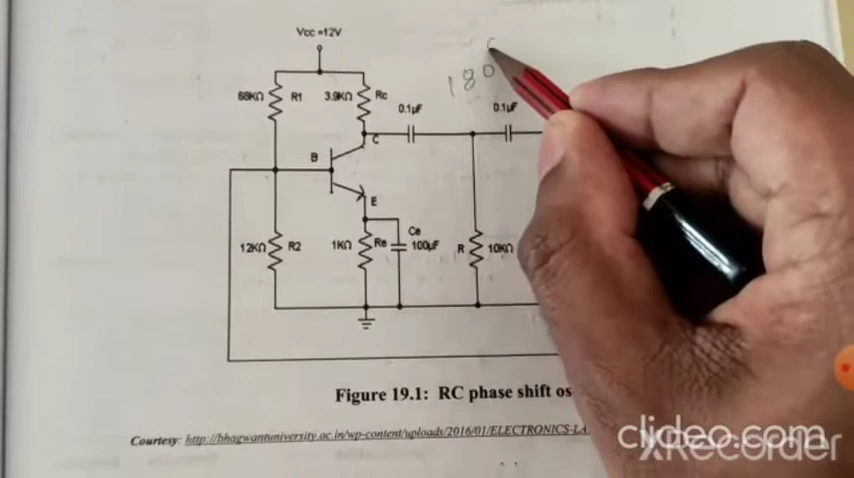 Vcc =12V
180°
68KΩ R1 3.9KΩ Rc
0.1μF 0.1μF
C
B
E
Ce
12KΩ R2 1KΩ Re 100μF R 10KΩ
Figure 19.1: RC phase shift os
Courtesy: http://bhagwantuniversity.ac.in/wp-content/uploads/2016/01/ELECTRONICS-LA
clideo.com
XRecorder